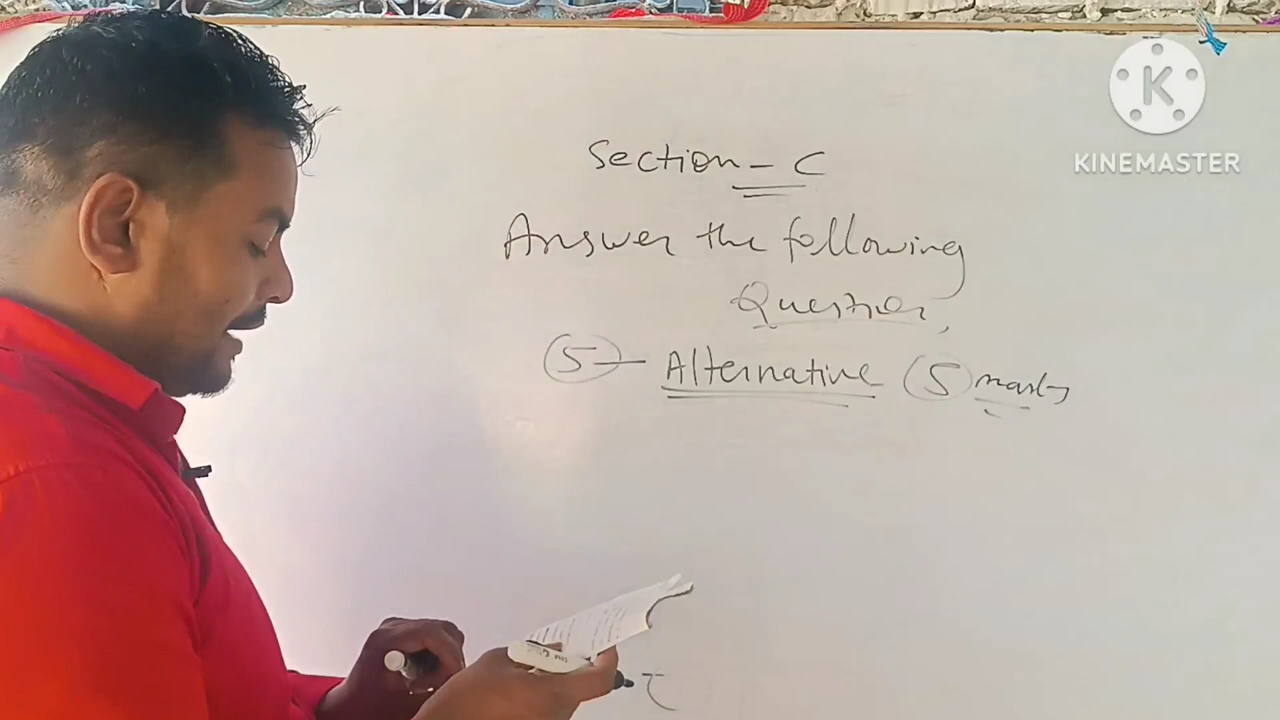 Section - C
Answer the following
Question,
5 - Alternative (5 marks
K
KINEMASTER